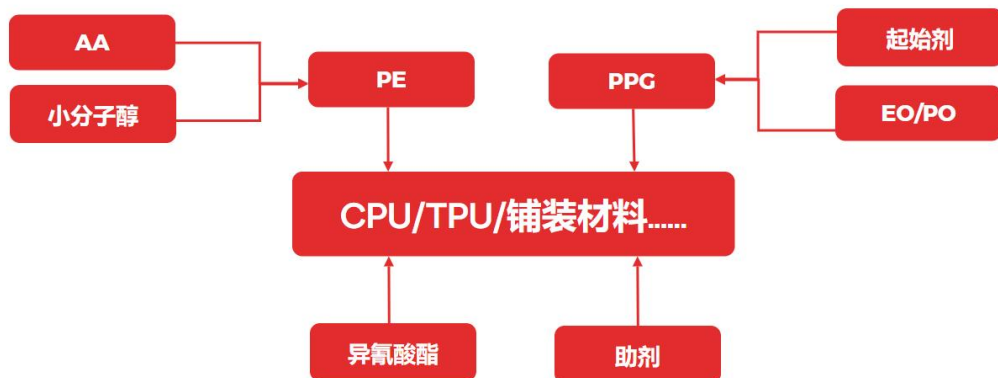 AA
小分子醇
PE
PPG
起始剂
EO/PO
CPU/TPU/铺装材料......
异氰酸酯
助剂